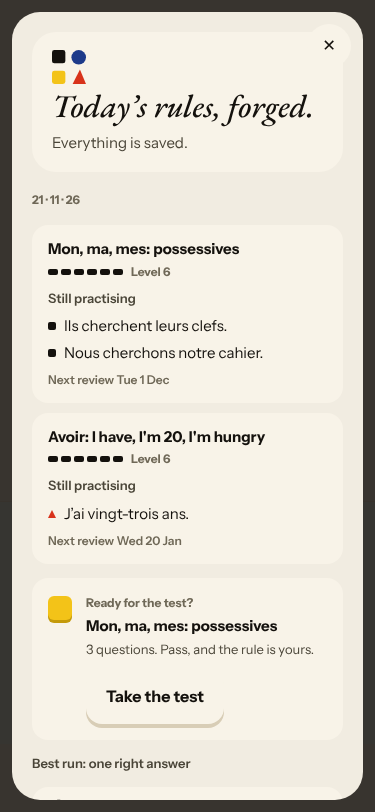 Today's rules, forged.
Everything is saved.
21·11·26
Mon, ma, mes: possessives
Level 6
Still practising
Ils cherchent leurs clefs.
Nous cherchons notre cahier.
Next review Tue 1 Dec
Avoir: I have, I'm 20, I'm hungry
Level 6
Still practising
J'ai vingt-trois ans.
Next review Wed 20 Jan
Ready for the test?
Mon, ma, mes: possessives
3 questions. Pass, and the rule is yours.
Take the test
Best run: one right answer